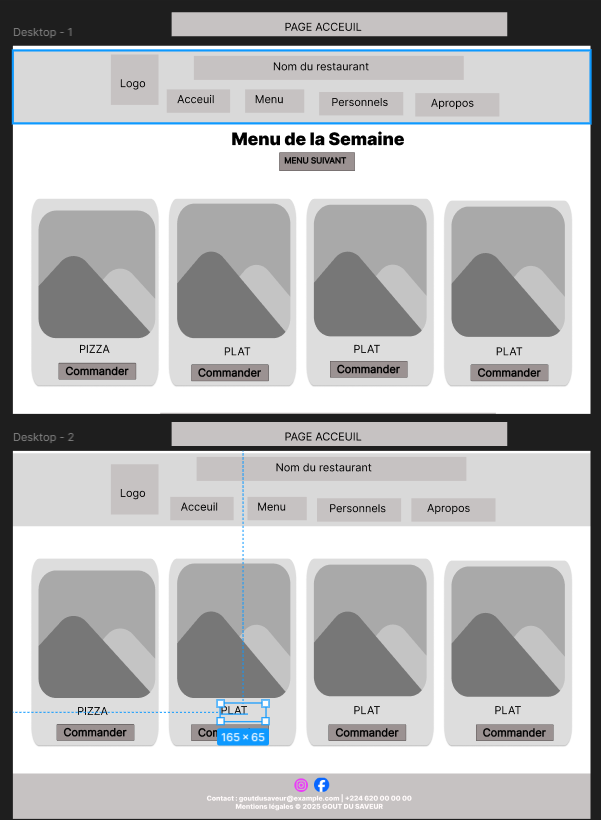 PAGE ACCEUIL
Desktop - 1
Nom du restaurant
Logo
Acceuil Menu Personnels Apropos
Menu de la Semaine
MENU SUIVANT
PIZZA PLAT PLAT PLAT
Commander Commander Commander Commander
PAGE ACCEUIL
Desktop - 2
Nom du restaurant
Logo
Acceuil Menu Personnels Apropos
PIZZA PLAT PLAT PLAT
Commander Com Commander Commander
165 × 65
Contact : goutdusaveur@example.com | +224 620 00 00 00
Mentions légales © 2025 GOUT DU SAVEUR